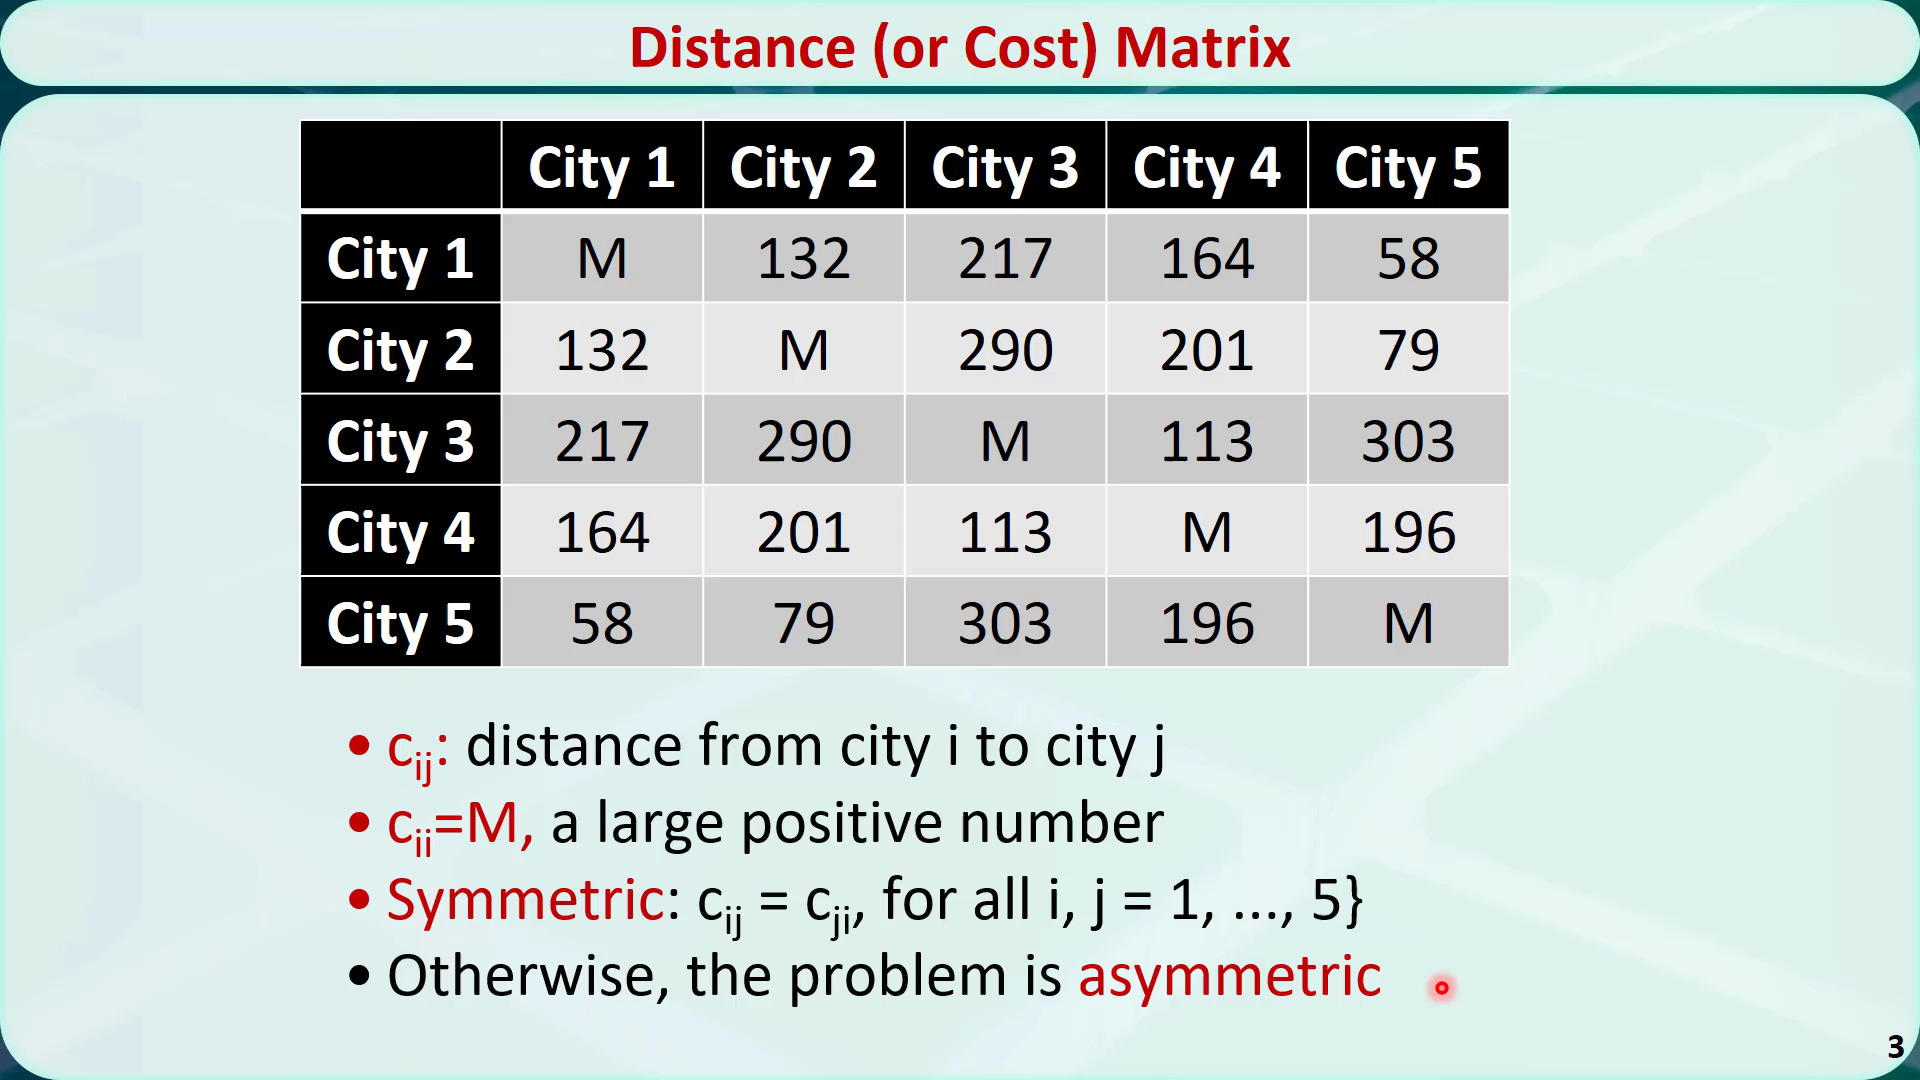 Distance (or Cost) Matrix
City 1 City 2 City 3 City 4 City 5
City 1 M 132 217 164 58
City 2 132 M 290 201 79
City 3 217 290 M 113 303
City 4 164 201 113 M 196
City 5 58 79 303 196 M
• cij: distance from city i to city j
• cii=M, a large positive number
• Symmetric: cij = cji, for all i, j = 1, ..., 5}
• Otherwise, the problem is asymmetric
3